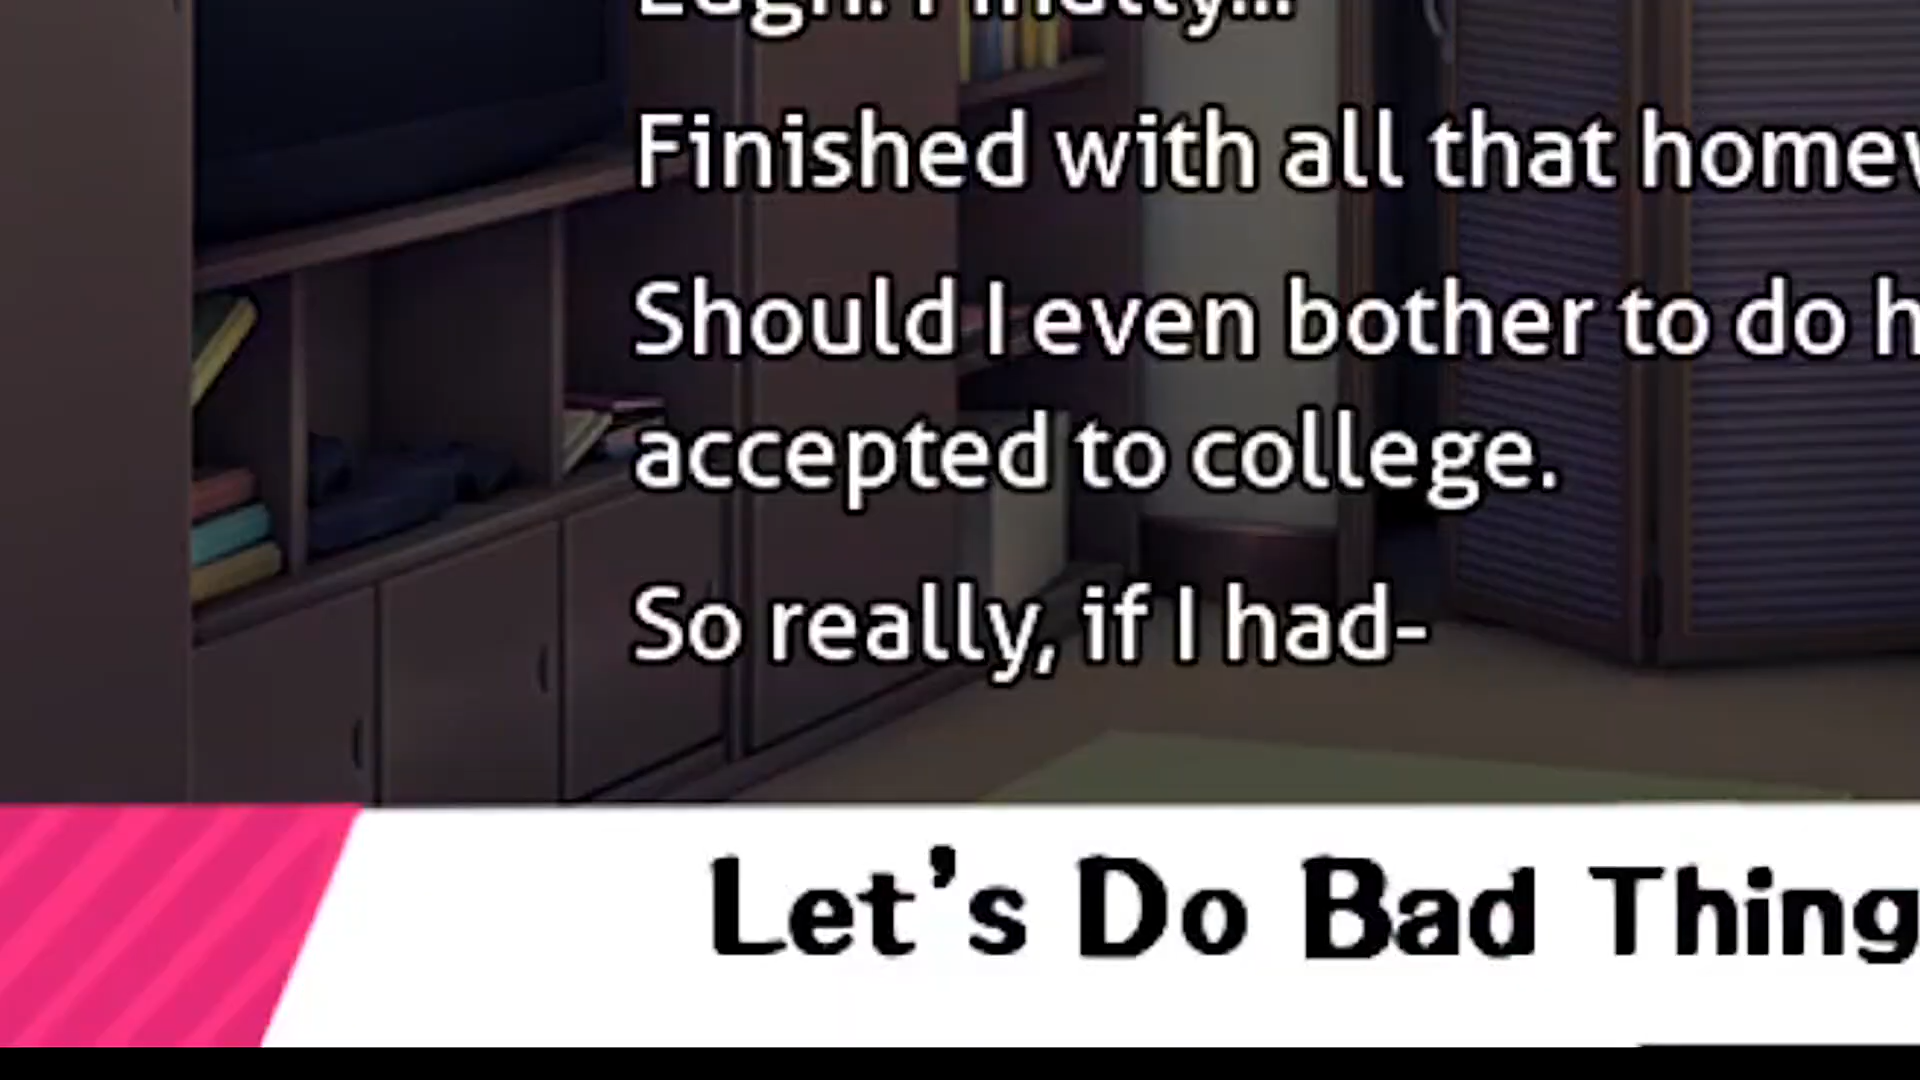 Finally...
Finished with all that
Should I even bother to do
accepted to college.
So really, if I had-
Let's Do Bad Thing